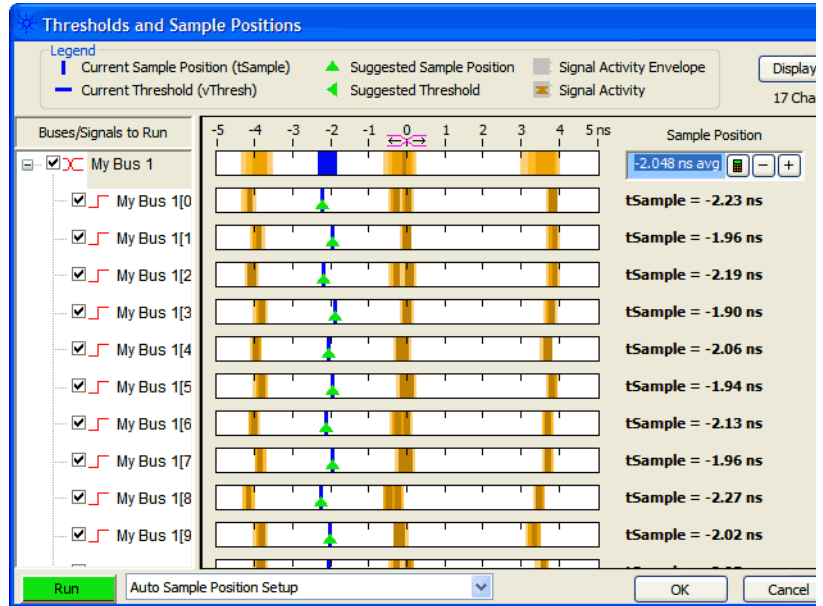 Thresholds and Sample Positions
Legend
Current Sample Position (tSample)
Suggested Sample Position
Signal Activity Envelope
Current Threshold (vThresh)
Suggested Threshold
Signal Activity
Display
17 Cha
Buses/Signals to Run
-5 -4 -3 -2 -1 0 1 2 3 4 5 ns
Sample Position
My Bus 1
-2.048 ns avg
My Bus 1[0
tSample = -2.23 ns
My Bus 1[1
tSample = -1.96 ns
My Bus 1[2
tSample = -2.19 ns
My Bus 1[3
tSample = -1.90 ns
My Bus 1[4
tSample = -2.06 ns
My Bus 1[5
tSample = -1.94 ns
My Bus 1[6
tSample = -2.13 ns
My Bus 1[7
tSample = -1.96 ns
My Bus 1[8
tSample = -2.27 ns
My Bus 1[9
tSample = -2.02 ns
Run
Auto Sample Position Setup
OK
Cancel